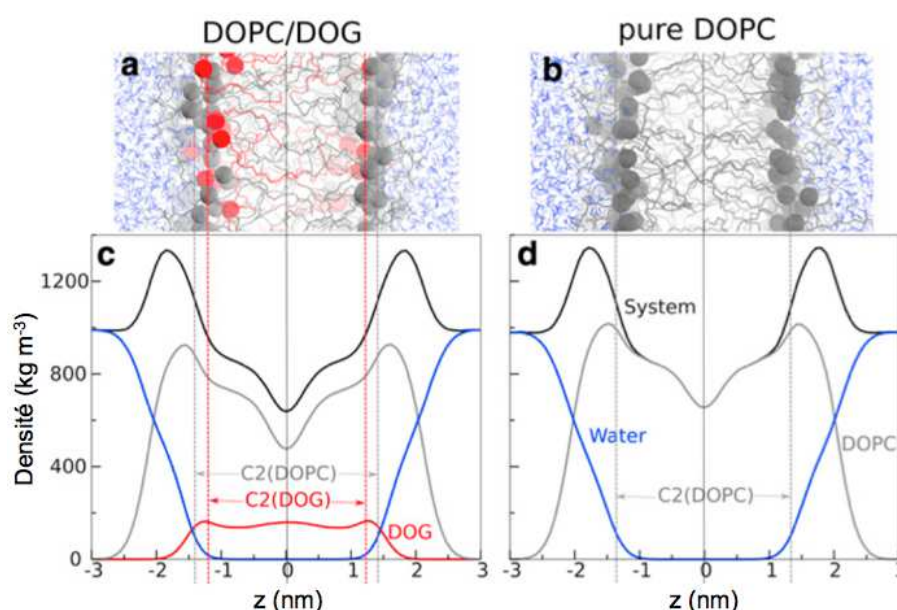 DOPC/DOG
pure DOPC
a
b
c
d
Densité (kg m⁻³)
1200
800
400
0
System
Water
DOPC
C2(DOPC)
C2(DOG)
DOG
C2(DOPC)
-3 -2 -1 0 1 2 3
-2 -1 0 1 2 3
z (nm)
z (nm)